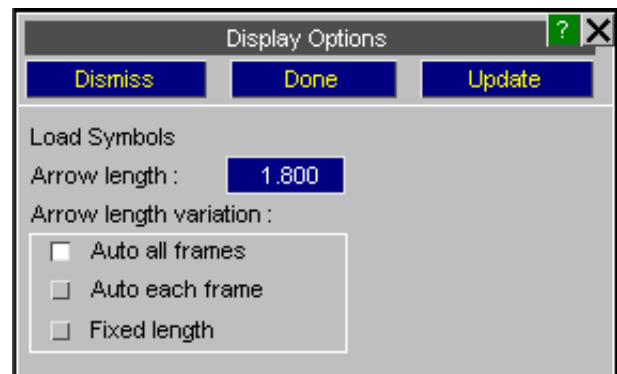 Display Options ?
Dismiss Done Update
Load Symbols
Arrow length : 1.800
Arrow length variation :
Auto all frames
Auto each frame
Fixed length